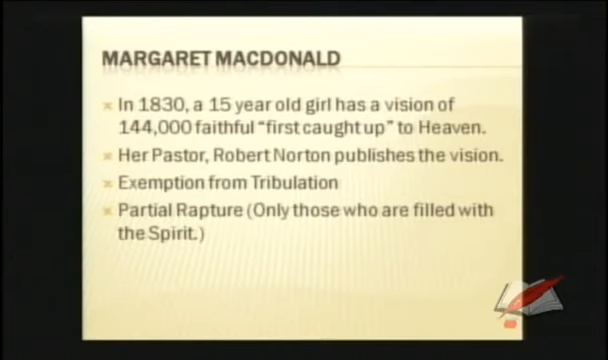 MARGARET MACDONALD
In 1830, a 15 year old girl has a vision of
144,000 faithful “first caught up” to Heaven.
Her Pastor, Robert Norton publishes the vision.
Exemption from Tribulation
Partial Rapture (Only those who are filled with
the Spirit.)